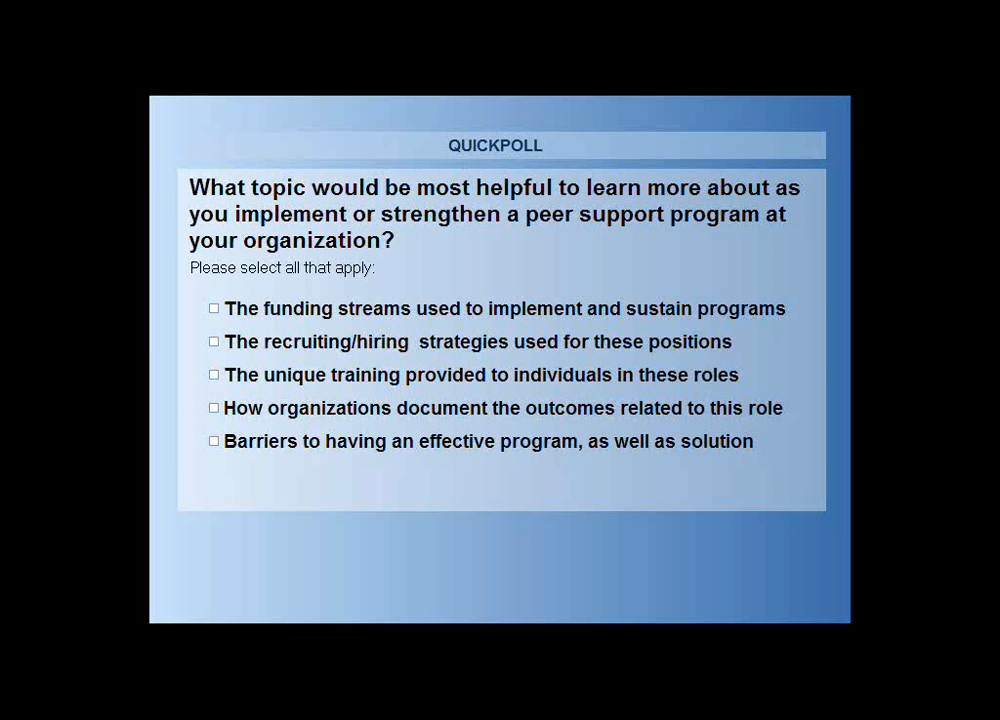 QUICKPOLL
What topic would be most helpful to learn more about as
you implement or strengthen a peer support program at
your organization?
Please select all that apply:
The funding streams used to implement and sustain programs
The recruiting/hiring  strategies used for these positions
The unique training provided to individuals in these roles
How organizations document the outcomes related to this role
Barriers to having an effective program, as well as solution